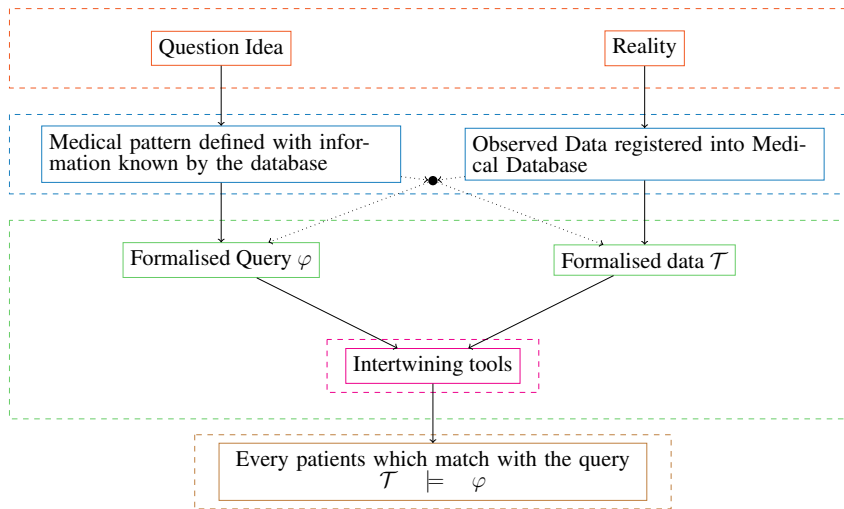 Question Idea
Reality
Medical pattern defined with infor-
mation known by the database
Observed Data registered into Medi-
cal Database
Formalised Query φ
Formalised data 𝒯
Intertwining tools
Every patients which match with the query
𝒯 ⊨ φ